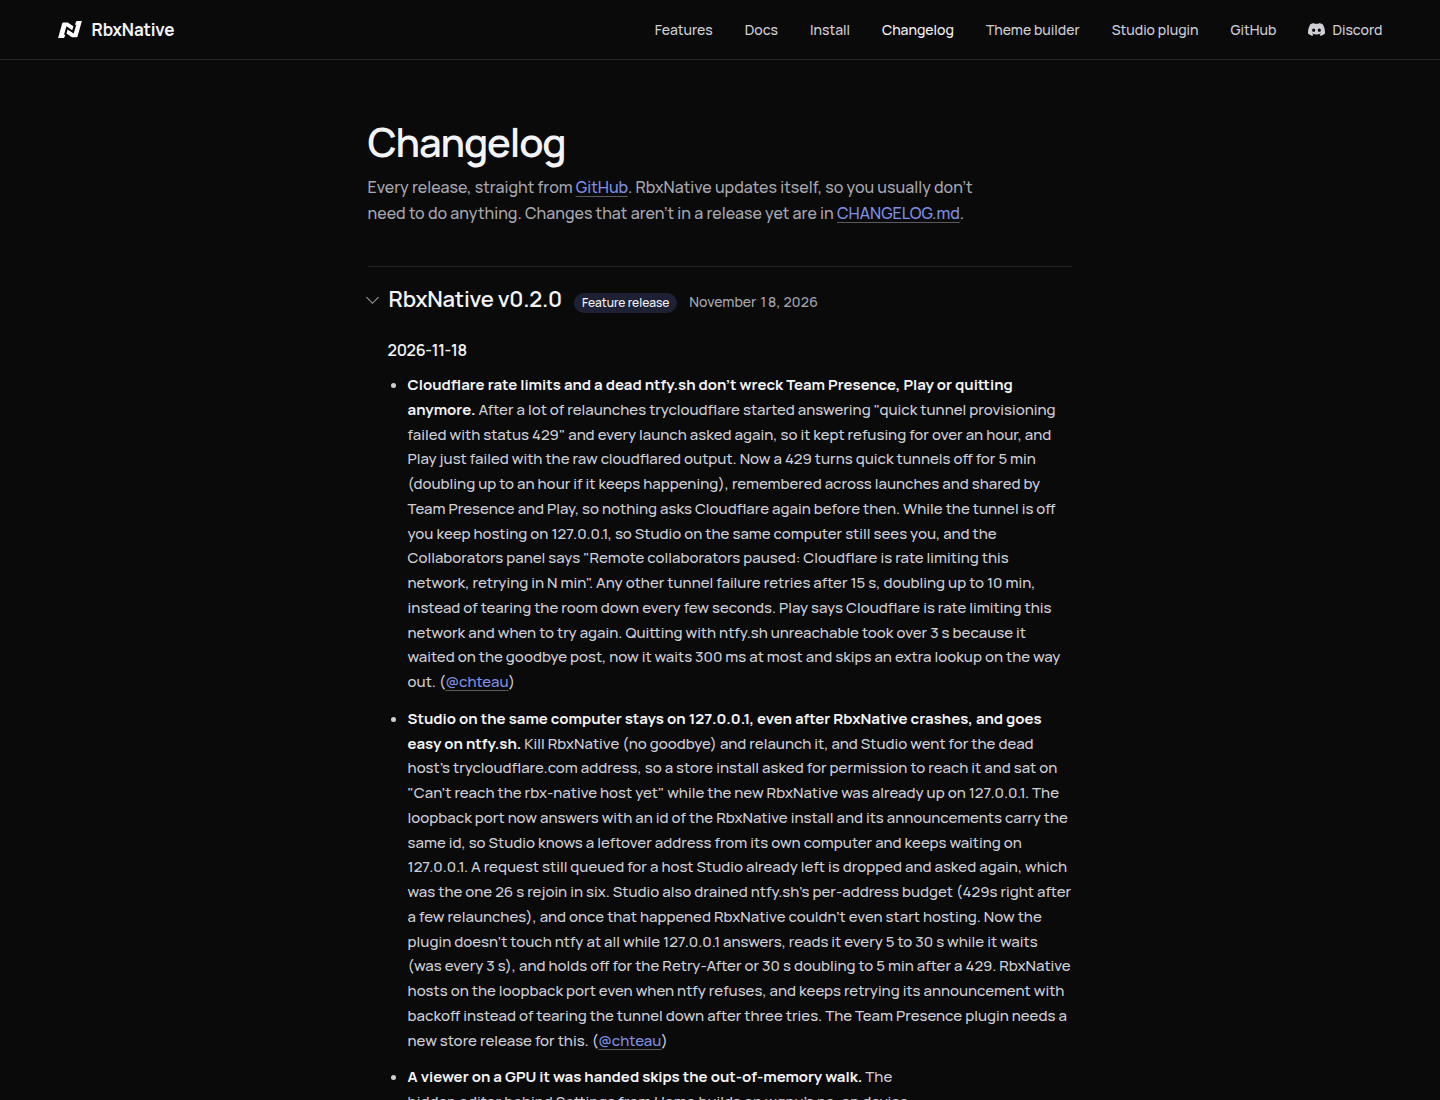 RbxNative
Features
Docs
Install
Changelog
Theme builder
Studio plugin
GitHub
Discord
Changelog
Every release, straight from GitHub. RbxNative updates itself, so you usually don't
need to do anything. Changes that aren't in a release yet are in CHANGELOG.md.
RbxNative v0.2.0 Feature release November 18, 2026
2026-11-18
Cloudflare rate limits and a dead ntfy.sh don't wreck Team Presence, Play or quitting
anymore. After a lot of relaunches trycloudflare started answering "quick tunnel provisioning
failed with status 429" and every launch asked again, so it kept refusing for over an hour, and
Play just failed with the raw cloudflared output. Now a 429 turns quick tunnels off for 5 min
(doubling up to an hour if it keeps happening), remembered across launches and shared by
Team Presence and Play, so nothing asks Cloudflare again before then. While the tunnel is off
you keep hosting on 127.0.0.1, so Studio on the same computer still sees you, and the
Collaborators panel says "Remote collaborators paused: Cloudflare is rate limiting this
network, retrying in N min". Any other tunnel failure retries after 15 s, doubling up to 10 min,
instead of tearing the room down every few seconds. Play says Cloudflare is rate limiting this
network and when to try again. Quitting with ntfy.sh unreachable took over 3 s because it
waited on the goodbye post, now it waits 300 ms at most and skips an extra lookup on the way
out. (@chteau)
Studio on the same computer stays on 127.0.0.1, even after RbxNative crashes, and goes
easy on ntfy.sh. Kill RbxNative (no goodbye) and relaunch it, and Studio went for the dead
host's trycloudflare.com address, so a store install asked for permission to reach it and sat on
"Can't reach the rbx-native host yet" while the new RbxNative was already up on 127.0.0.1. The
loopback port now answers with an id of the RbxNative install and its announcements carry the
same id, so Studio knows a leftover address from its own computer and keeps waiting on
127.0.0.1. A request still queued for a host Studio already left is dropped and asked again, which
was the one 26 s rejoin in six. Studio also drained ntfy.sh's per-address budget (429s right after
a few relaunches), and once that happened RbxNative couldn't even start hosting. Now the
plugin doesn't touch ntfy at all while 127.0.0.1 answers, reads it every 5 to 30 s while it waits
(was every 3 s), and holds off for the Retry-After or 30 s doubling to 5 min after a 429. RbxNative
hosts on the loopback port even when ntfy refuses, and keeps retrying its announcement with
backoff instead of tearing the tunnel down after three tries. The Team Presence plugin needs a
new store release for this. (@chteau)
A viewer on a GPU it was handed skips the out-of-memory walk. The
hidden editor behind Settings from Home builds on wgpu's no-op device